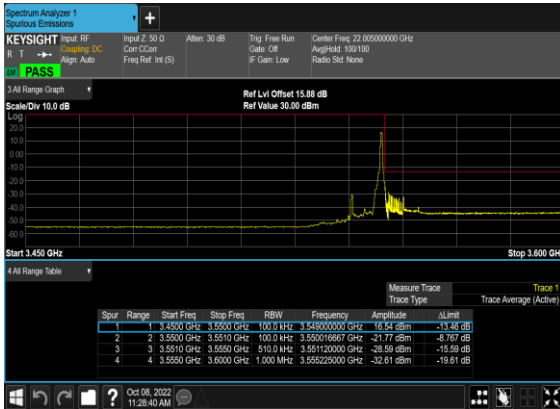 Spectrum Analyzer 1
Spurious Emissions
KEYSIGHT Input: RF Input Z: 50 Ω Atten: 30 dB Trig: Free Run Center Freq: 22.005000000 GHz
R T Coupling: DC Corr CCorr Gate: Off Avg|Hold: 100/100
Align: Auto Freq Ref: Int (S) IF Gain: Low Radio Std: None
PASS
3 All Range Graph
Ref Lvl Offset 15.88 dB
Scale/Div 10.0 dB Ref Value 30.00 dBm
Log
20.0
10.0
0.00
-10.0
-20.0
-30.0
-40.0
-50.0
-60.0
Start 3.450 GHz Stop 3.600 GH
4 All Range Table
Measure Trace Trace 1
Trace Type Trace Average (Active)
Spur Range Start Freq Stop Freq RBW Frequency Amplitude ΔLimit
1 1 3.4500 GHz 3.5500 GHz 100.0 kHz 3.549000000 GHz 16.54 dBm -13.46 dB
2 2 3.5500 GHz 3.5510 GHz 100.0 kHz 3.550016667 GHz -21.77 dBm -8.767 dB
3 3 3.5510 GHz 3.5550 GHz 510.0 kHz 3.551120000 GHz -28.59 dBm -15.59 dB
4 4 3.5550 GHz 3.6000 GHz 1.000 MHz 3.555225000 GHz -32.61 dBm -19.61 dB
Oct 08, 2022
11:28:40 AM